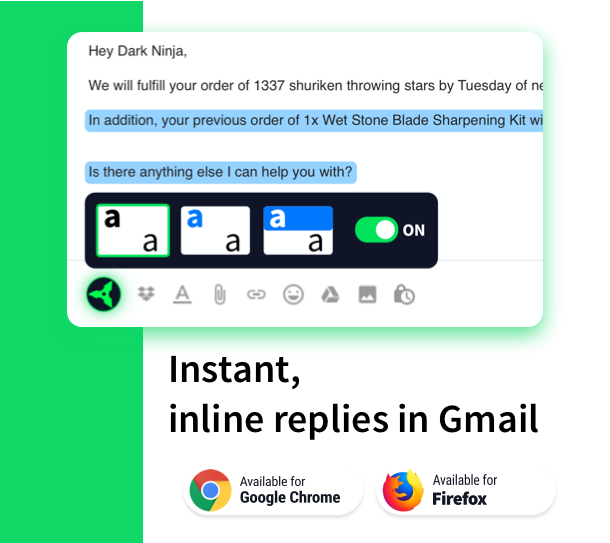 Hey Dark Ninja,
We will fulfill your order of 1337 shuriken throwing stars by Tuesday of ne
In addition, your previous order of 1x Wet Stone Blade Sharpening Kit wi
Is there anything else I can help you with?
a a a a a a ON
A
Instant,
inline replies in Gmail
Available for
Google Chrome
Available for
Firefox